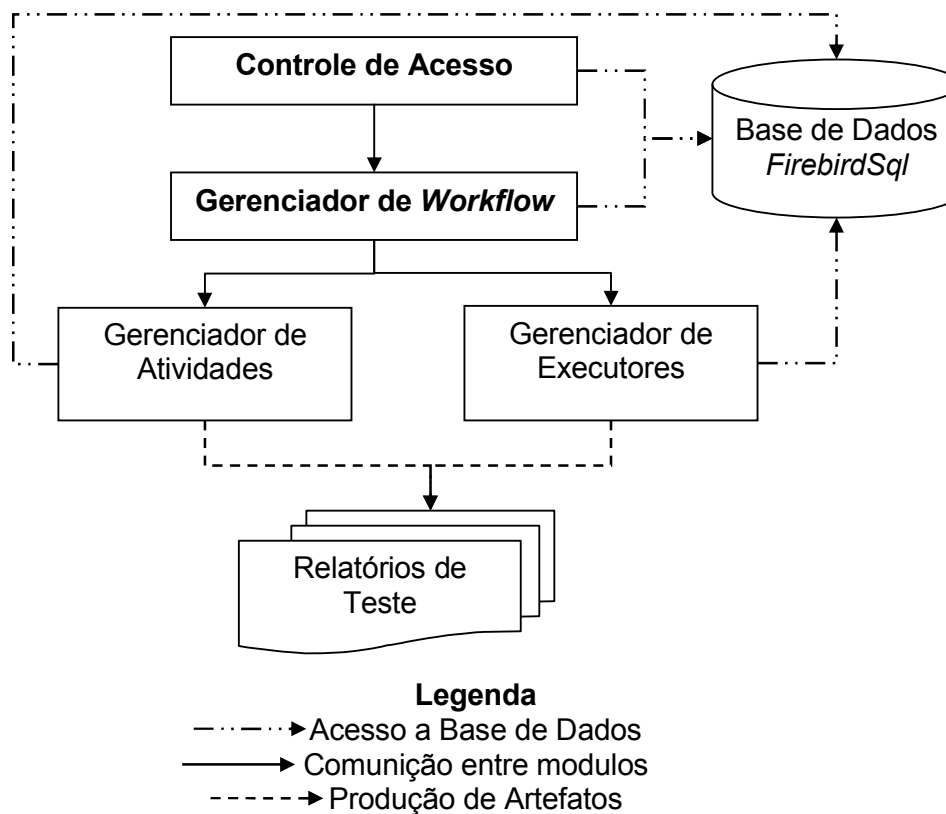 Controle de Acesso
Base de Dados
FirebirdSql
Gerenciador de Workflow
Gerenciador de
Atividades
Gerenciador de
Executores
Relatórios de
Teste
Legenda
Acesso a Base de Dados
Comunição entre modulos
Produção de Artefatos